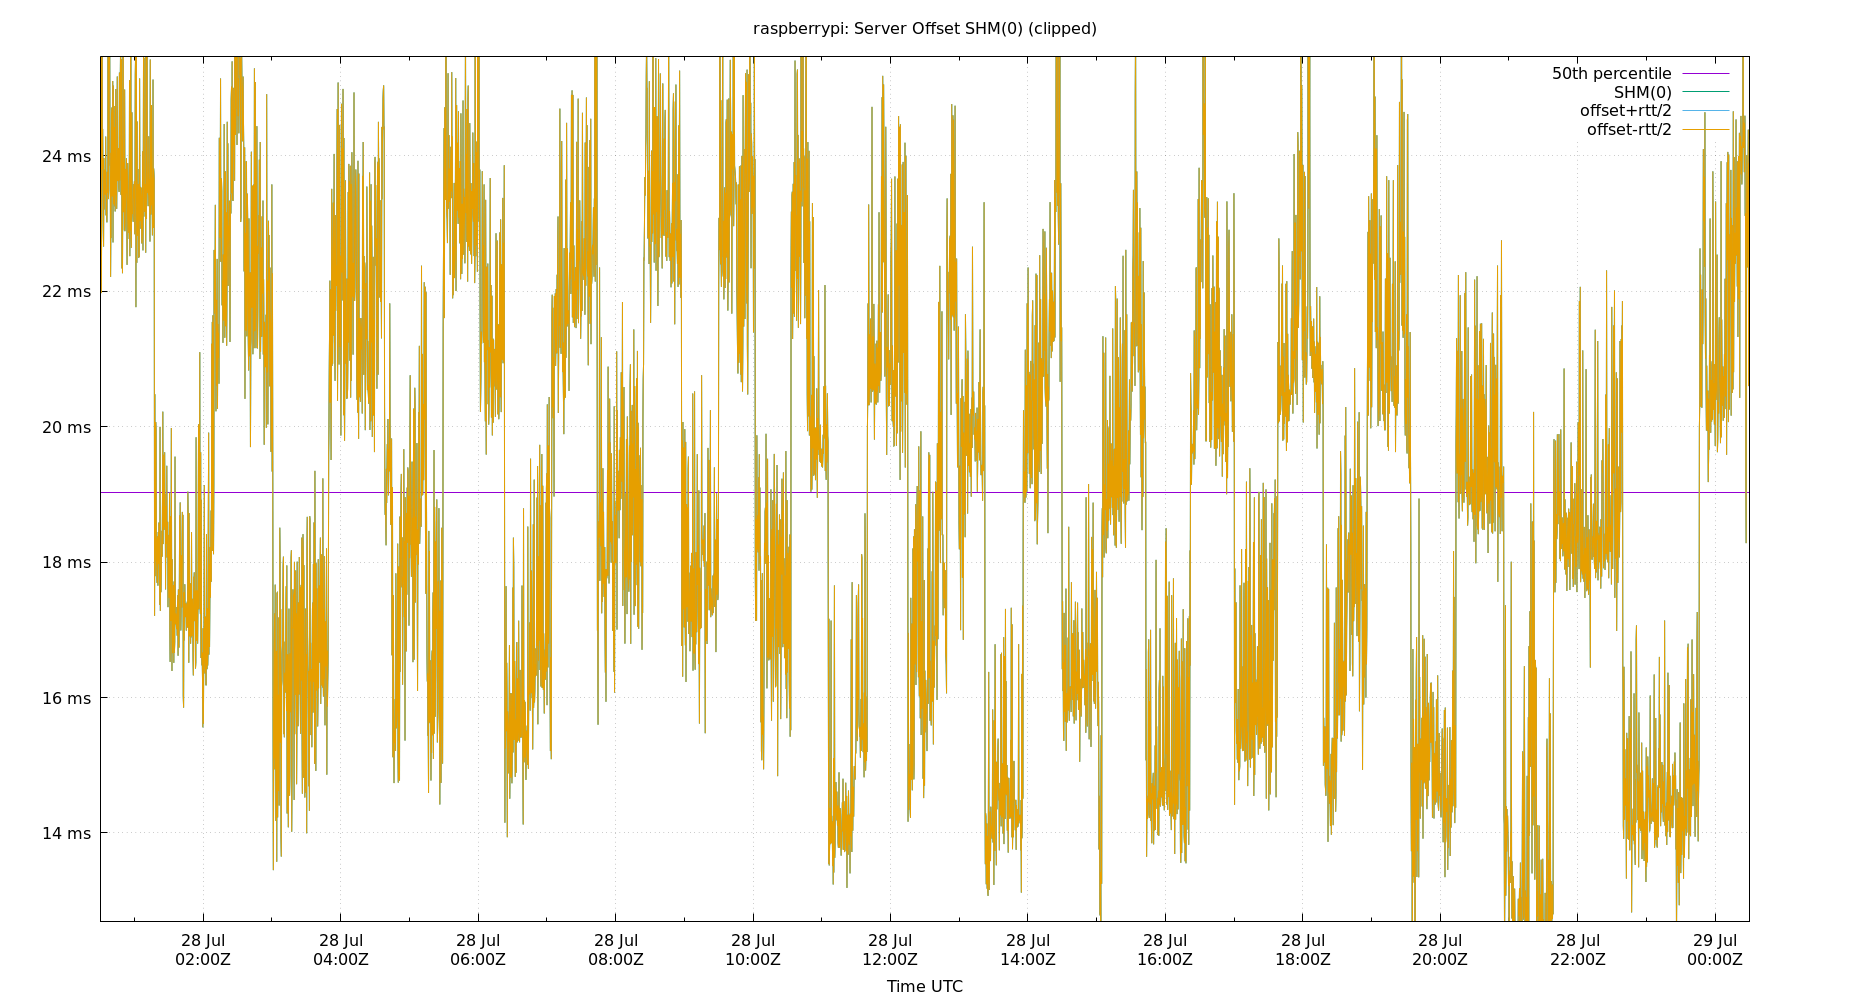 raspberrypi: Server Offset SHM(0) (clipped)
50th percentile
SHM(0)
offset+rtt/2
offset-rtt/2
24 ms
22 ms
20 ms
18 ms
16 ms
14 ms
28 Jul 28 Jul 28 Jul 28 Jul 28 Jul 28 Jul 28 Jul 28 Jul 28 Jul 28 Jul 28 Jul 29 Jul
02:00Z 04:00Z 06:00Z 08:00Z 10:00Z 12:00Z 14:00Z 16:00Z 18:00Z 20:00Z 22:00Z 00:00Z
Time UTC